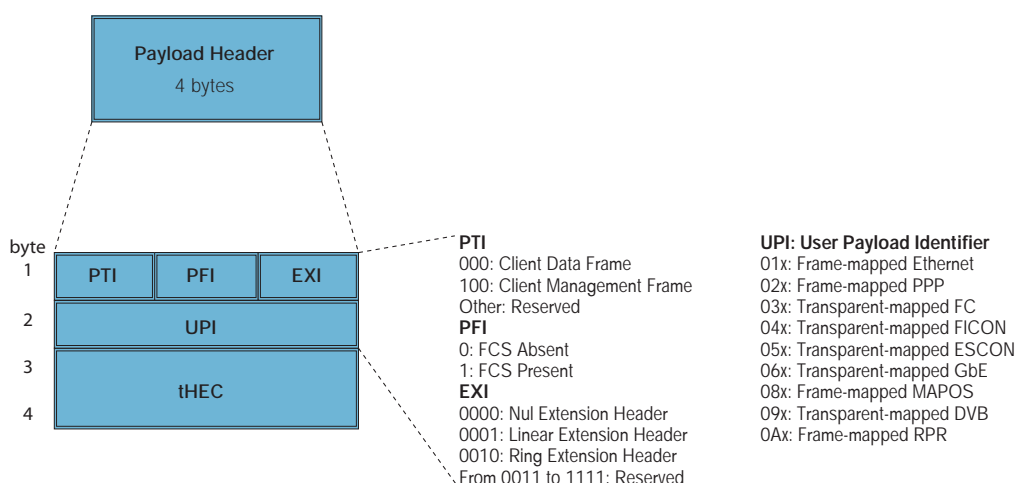 Payload Header
4 bytes
byte
1
PTI
PFI
EXI
2
UPI
3
tHEC
4
PTI
000: Client Data Frame
100: Client Management Frame
Other: Reserved
PFI
0: FCS Absent
1: FCS Present
EXI
0000: Nul Extension Header
0001: Linear Extension Header
0010: Ring Extension Header
From 0011 to 1111: Reserved
UPI: User Payload Identifier
01x: Frame-mapped Ethernet
02x: Frame-mapped PPP
03x: Transparent-mapped FC
04x: Transparent-mapped FICON
05x: Transparent-mapped ESCON
06x: Transparent-mapped GbE
08x: Frame-mapped MAPOS
09x: Transparent-mapped DVB
0Ax: Frame-mapped RPR